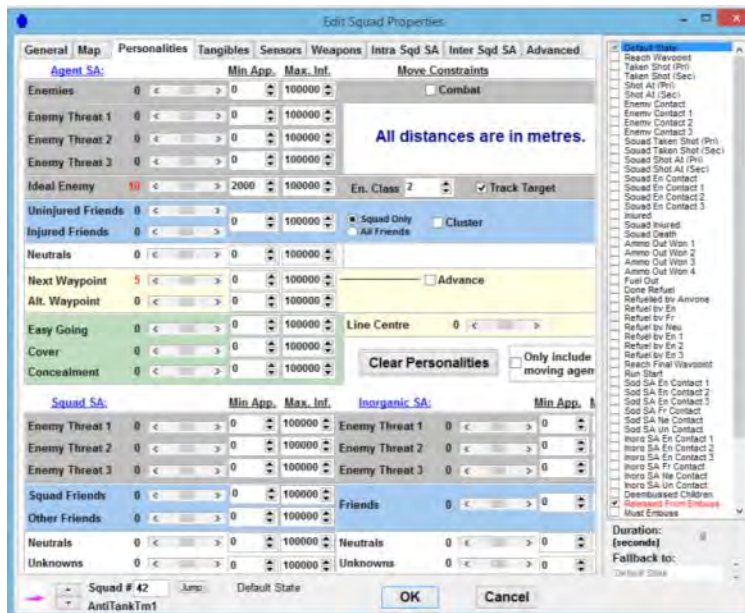 Edit Squad Properties
General Map Personalities Tangibles Sensors Weapons Intra Sqd SA Inter Sqd SA Advanced
Agent SA: Min App. Max. Inf. Move Constraints
Enemies 0 0 100000 Combat
Enemy Threat 1 0 0 100000
Enemy Threat 2 0 0 100000 All distances are in metres.
Enemy Threat 3 0 0 100000
Ideal Enemy 10 2000 100000 En. Class 2 Track Target
Uninjured Friends 0 0 100000 Squad Only Cluster
Injured Friends 0 All Friends
Neutrals 0 0 100000
Next Waypoint 5 0 100000 Advance
Alt. Waypoint 0 0 100000
Easy Going 0 0 100000 Line Centre 0
Cover 0 0 100000 Clear Personalities Only include
Concealment 0 0 100000 moving agen
Squad SA: Min App. Max. Inf. Inorganic SA: Min App.
Enemy Threat 1 0 0 100000 Enemy Threat 1 0 0
Enemy Threat 2 0 0 100000 Enemy Threat 2 0 0
Enemy Threat 3 0 0 100000 Enemy Threat 3 0 0
Squad Friends 0 0 100000 Friends 0 0
Other Friends 0 0 100000
Neutrals 0 0 100000 Neutrals 0 0
Unknowns 0 0 100000 Unknowns 0 0
Squad # 42 Jump Default State
AntiTankTm1
OK Cancel
Default State
Reach Waypoint
Taken Shot (Pri)
Taken Shot (Sec)
Shot At (Pri)
Shot At (Sec)
Enemy Contact
Enemy Contact 1
Enemy Contact 2
Enemy Contact 3
Squad Taken Shot (Pri)
Squad Taken Shot (Sec)
Squad Shot At (Pri)
Squad Shot At (Sec)
Squad En Contact
Squad En Contact 1
Squad En Contact 2
Squad En Contact 3
Injured
Squad Injured
Squad Death
Ammo Out Wpn 1
Ammo Out Wpn 2
Ammo Out Wpn 3
Ammo Out Wpn 4
Fuel Out
Done Refuel
Refuelled by Anyone
Refuel by En
Refuel by Fr
Refuel by Neu
Refuel by En 1
Refuel by En 2
Refuel by En 3
Reach Final Waypoint
Run Start
Sqd SA En Contact 1
Sqd SA En Contact 2
Sqd SA En Contact 3
Sqd SA Fr Contact
Sqd SA Ne Contact
Sqd SA Un Contact
Inorg SA En Contact 1
Inorg SA En Contact 2
Inorg SA En Contact 3
Inorg SA Fr Contact
Inorg SA Ne Contact
Inorg SA Un Contact
Deembussed Children
Released From Embuss
Must Embuss
Duration:
(seconds)
Fallback to:
Default State